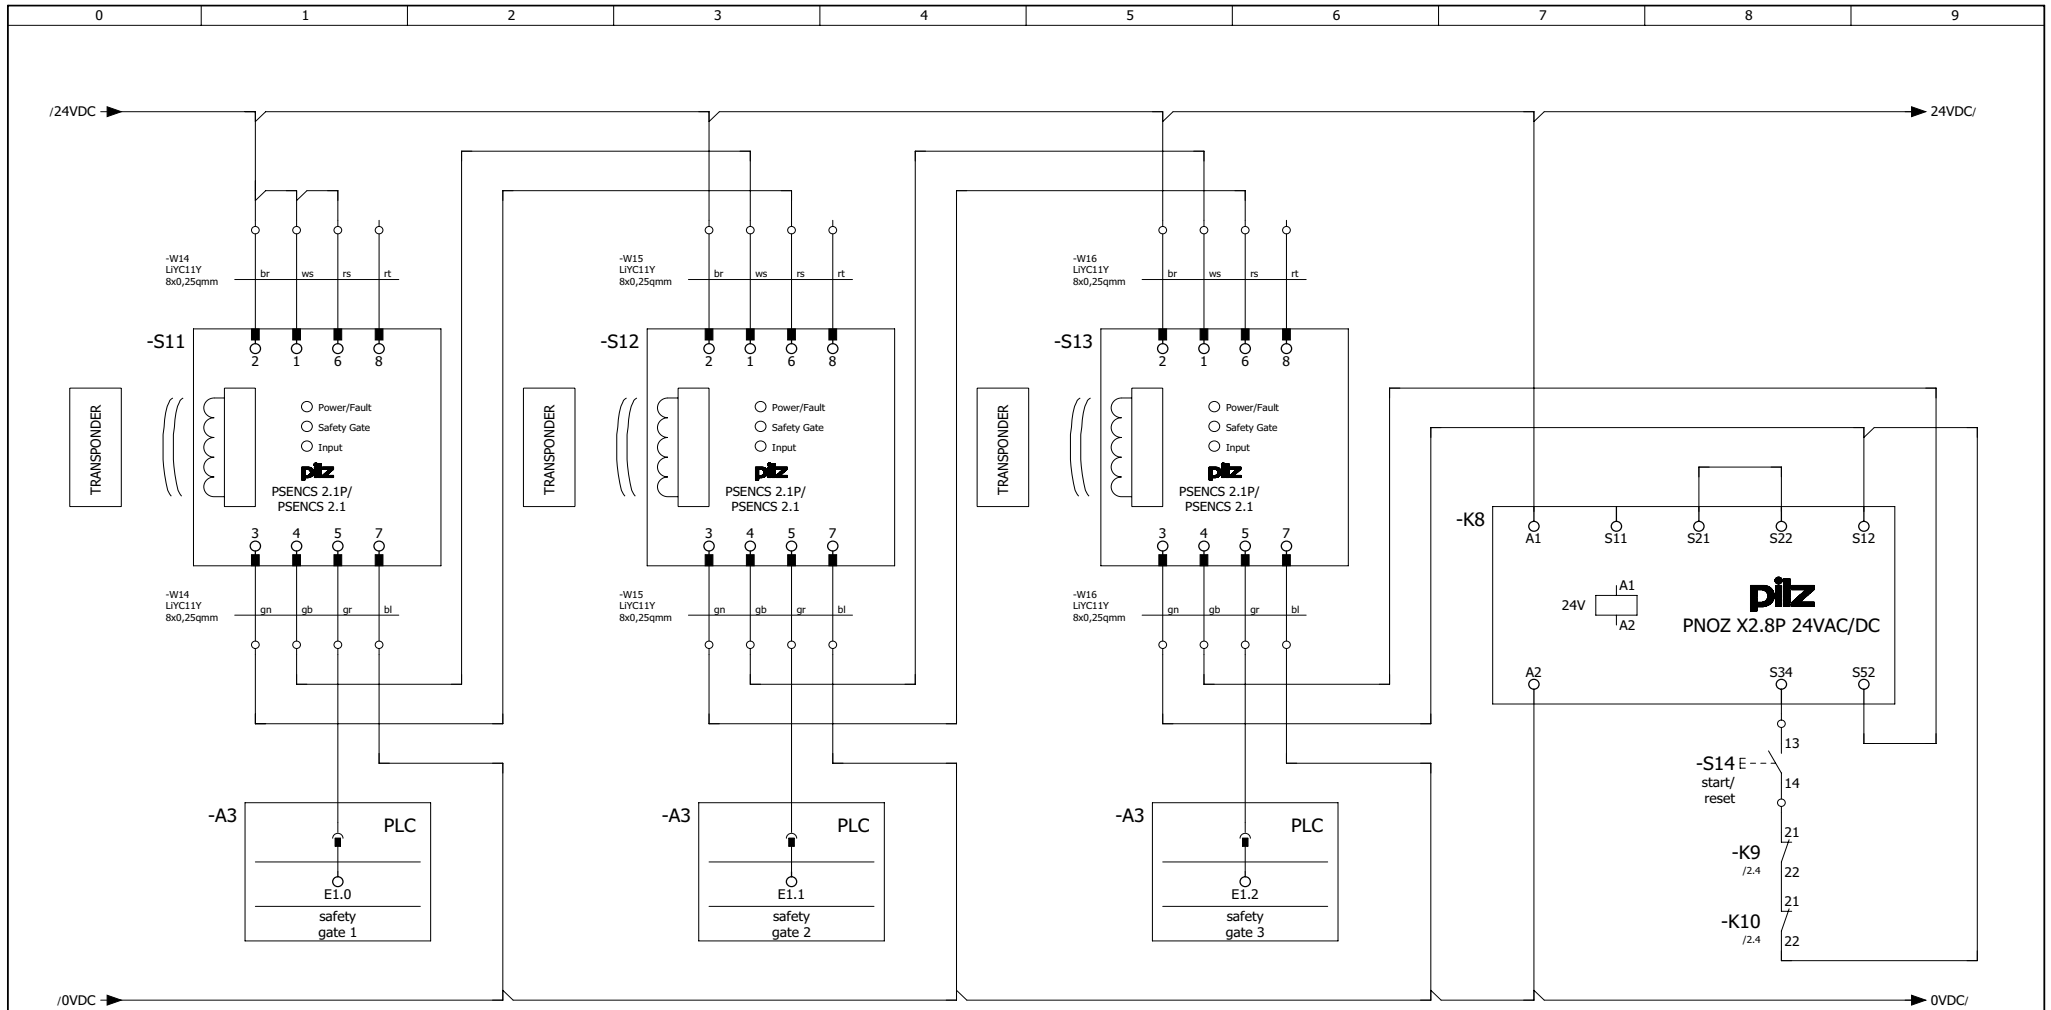 0 1 2 3 4 5 6 7 8 9
/24VDC
24VDC/
-W14
LiYC11Y
8x0,25qmm
br ws rs rt
-W15
LiYC11Y
8x0,25qmm
br ws rs rt
-W16
LiYC11Y
8x0,25qmm
br ws rs rt
-S11
2 1 6 8
TRANSPONDER
Power/Fault
Safety Gate
Input
pilz
PSENCS 2.1P/
PSENCS 2.1
3 4 5 7
-S12
2 1 6 8
TRANSPONDER
Power/Fault
Safety Gate
Input
pilz
PSENCS 2.1P/
PSENCS 2.1
3 4 5 7
-S13
2 1 6 8
TRANSPONDER
Power/Fault
Safety Gate
Input
pilz
PSENCS 2.1P/
PSENCS 2.1
3 4 5 7
-K8
A1 S11 S21 S22 S12
A1
24V
A2
pilz
PNOZ X2.8P 24VAC/DC
A2 S34 S52
-W14
LiYC11Y
8x0,25qmm
gn gb gr bl
-W15
LiYC11Y
8x0,25qmm
gn gb gr bl
-W16
LiYC11Y
8x0,25qmm
gn gb gr bl
13
-S14 E
start/
reset
14
21
-K9
/2.4
22
21
-K10
/2.4
22
-A3
PLC
E1.0
safety
gate 1
-A3
PLC
E1.1
safety
gate 2
-A3
PLC
E1.2
safety
gate 3
/0VDC
0VDC/